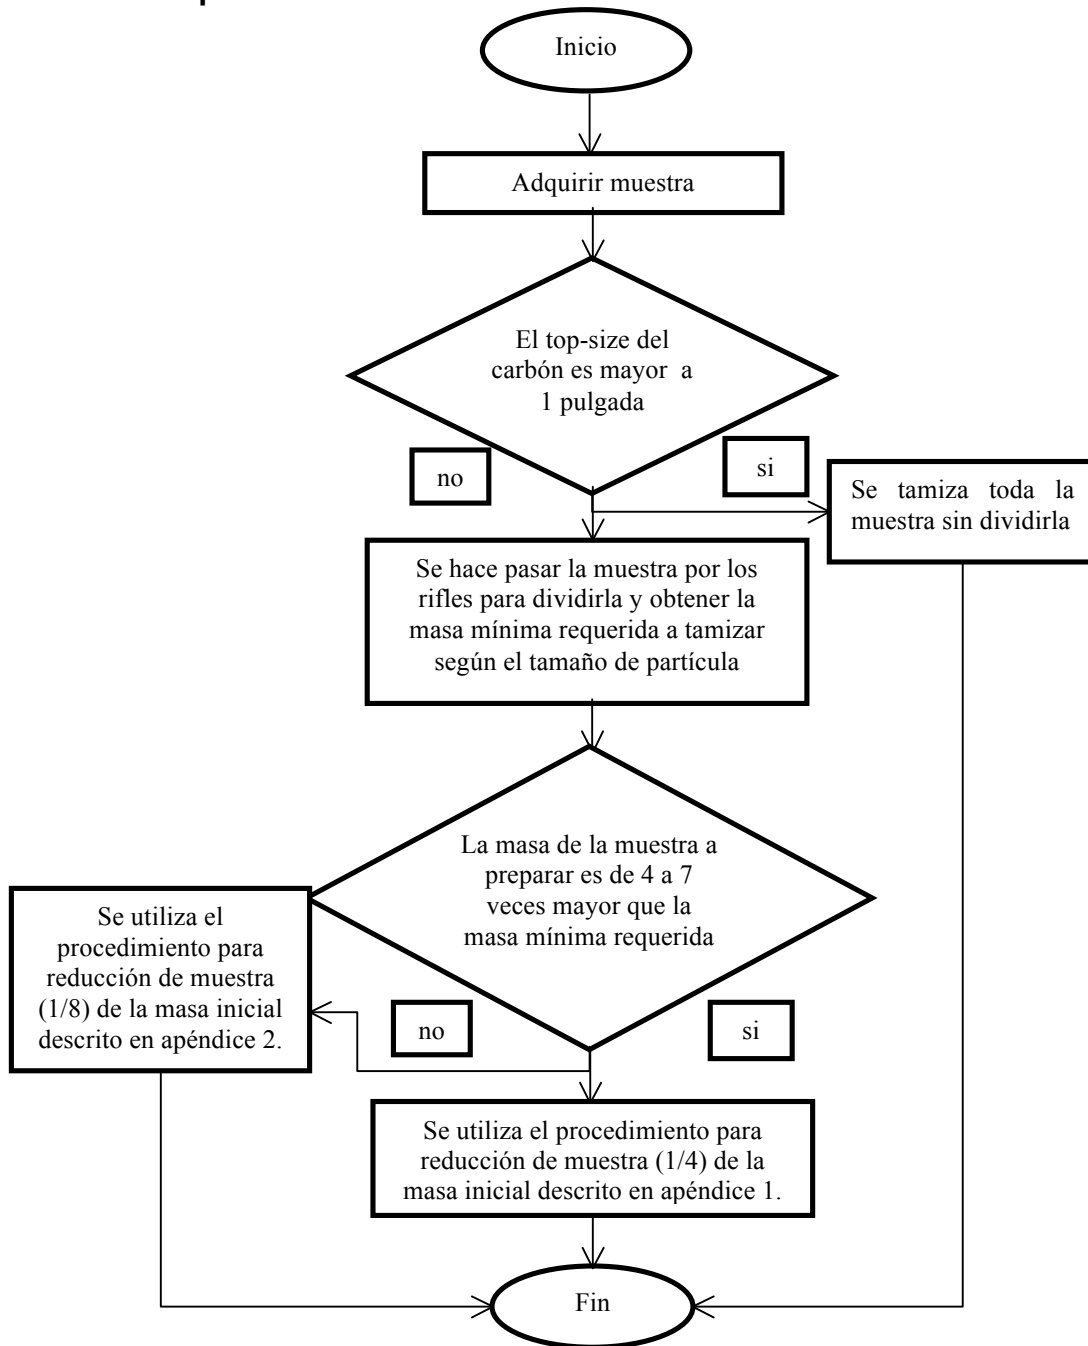 Inicio
Adquirir muestra
El top-size del
carbón es mayor a
1 pulgada
no
si
Se tamiza toda la
muestra sin dividirla
Se hace pasar la muestra por los
rifles para dividirla y obtener la
masa mínima requerida a tamizar
según el tamaño de partícula
La masa de la muestra a
preparar es de 4 a 7
veces mayor que la
masa mínima requerida
Se utiliza el
procedimiento para
reducción de muestra
(1/8) de la masa inicial
descrito en apéndice 2.
no
si
Se utiliza el procedimiento para
reducción de muestra (1/4) de la
masa inicial descrito en apéndice 1.
Fin